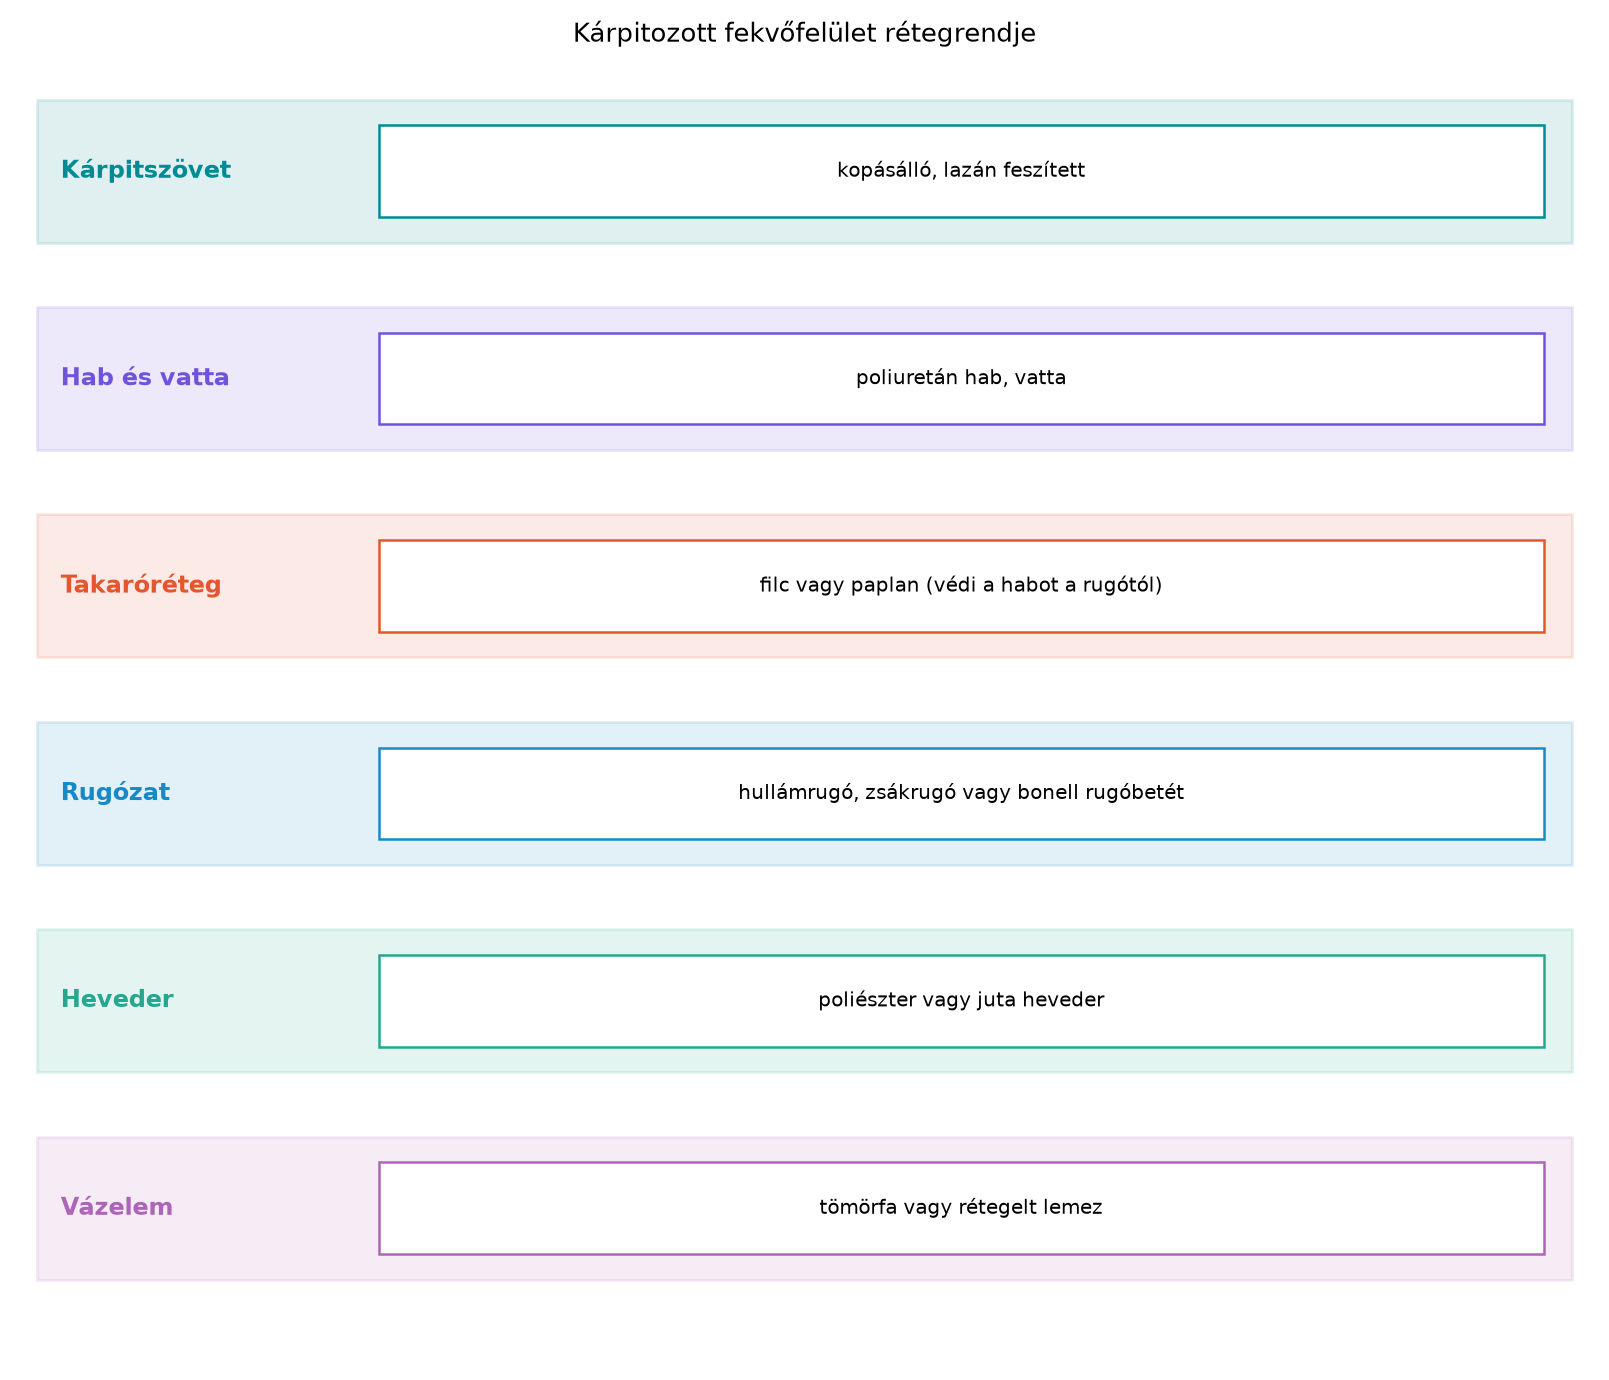 Kárpitozott fekvőfelület rétegrendje
Kárpitszövet
kopásálló, lazán feszített
Hab és vatta
poliuretán hab, vatta
Takaróréteg
filc vagy paplan (védi a habot a rugótól)
Rugózat
hullámrugó, zsákrugó vagy bonell rugóbetét
Heveder
poliészter vagy juta heveder
Vázelem
tömörfa vagy rétegelt lemez